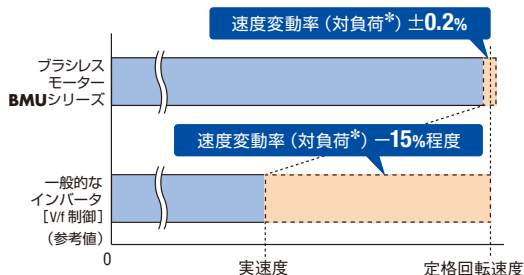 速度変動率（対負荷*）±0.2%
ブラシレス
モーター
BMUシリーズ
速度変動率（対負荷*）−15%程度
一般的な
インバータ
［V/f 制御］
（参考値）
0
実速度
定格回転速度